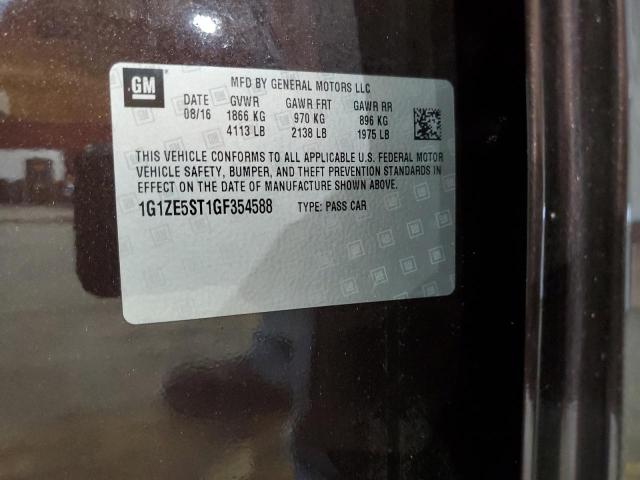 GM
MFD BY GENERAL MOTORS LLC
DATE GVWR GAWR FRT GAWR RR
08/16 1866 KG 970 KG 896 KG
4113 LB 2138 LB 1975 LB
THIS VEHICLE CONFORMS TO ALL APPLICABLE U.S. FEDERAL MOTOR
VEHICLE SAFETY, BUMPER, AND THEFT PREVENTION STANDARDS IN
EFFECT ON THE DATE OF MANUFACTURE SHOWN ABOVE.
1G1ZE5ST1GF354588 TYPE: PASS CAR